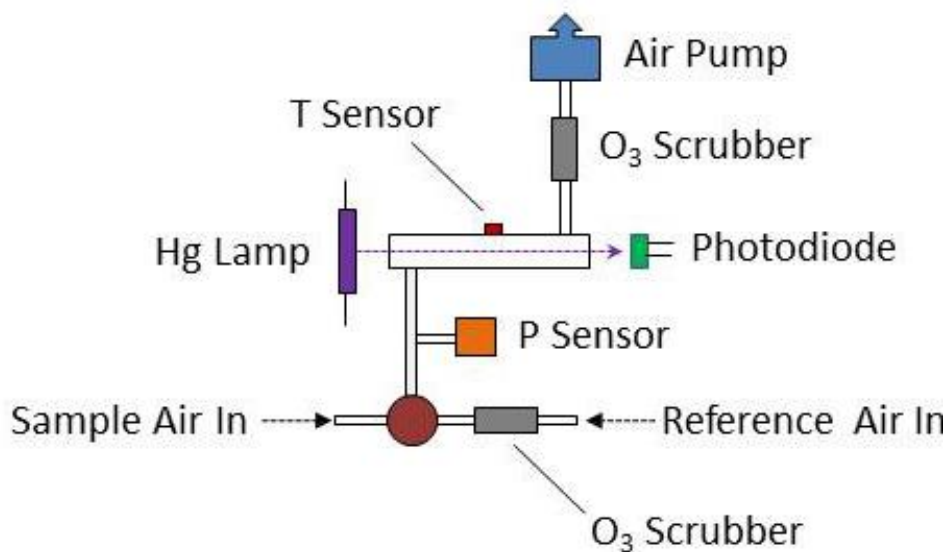 Air Pump
T Sensor
O₃ Scrubber
Hg Lamp
Photodiode
P Sensor
Sample Air In
Reference Air In
O₃ Scrubber